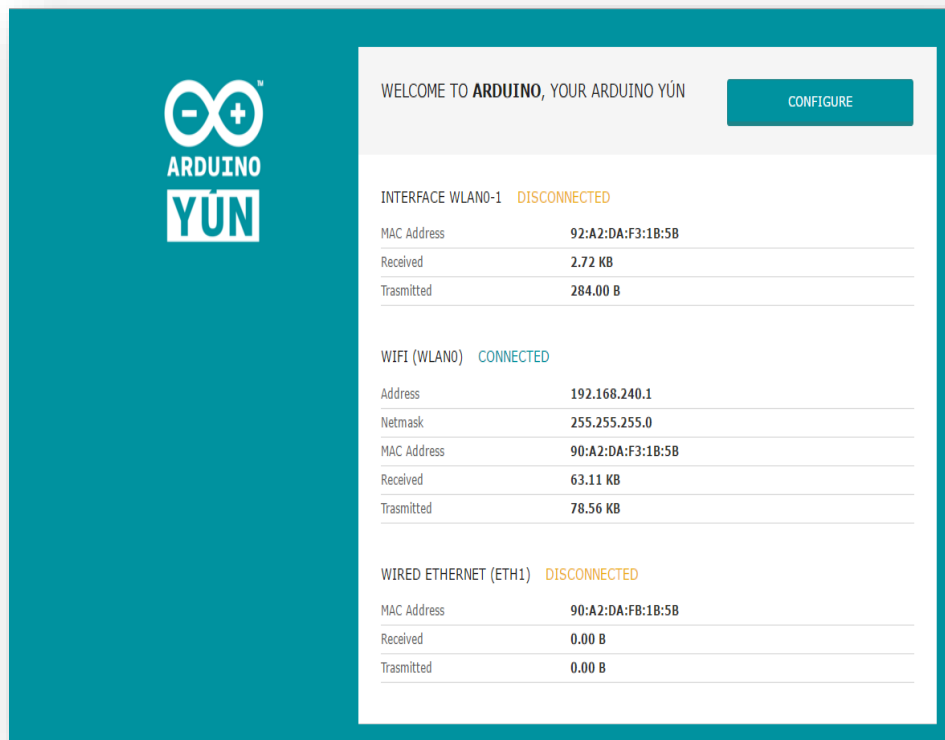 ARDUINO
YÚN
WELCOME TO ARDUINO, YOUR ARDUINO YÚN
CONFIGURE
INTERFACE WLAN0-1 DISCONNECTED
MAC Address 92:A2:DA:F3:1B:5B
Received 2.72 KB
Trasmitted 284.00 B
WIFI (WLAN0) CONNECTED
Address 192.168.240.1
Netmask 255.255.255.0
MAC Address 90:A2:DA:F3:1B:5B
Received 63.11 KB
Trasmitted 78.56 KB
WIRED ETHERNET (ETH1) DISCONNECTED
MAC Address 90:A2:DA:FB:1B:5B
Received 0.00 B
Trasmitted 0.00 B